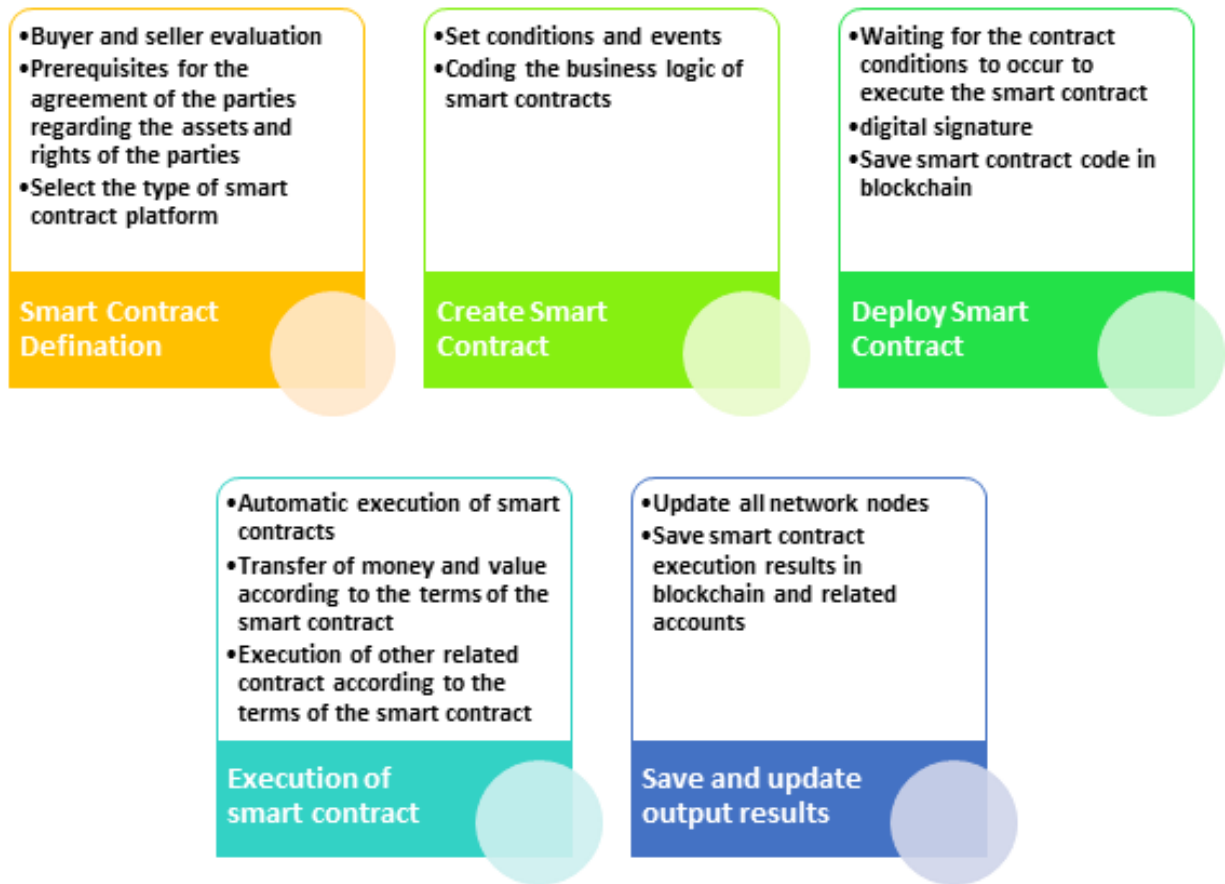 •Buyer and seller evaluation
•Prerequisites for the
agreement of the parties
regarding the assets and
rights of the parties
•Select the type of smart
contract platform
Smart Contract
Defination
•Set conditions and events
•Coding the business logic of
smart contracts
Create Smart
Contract
•Waiting for the contract
conditions to occur to
execute the smart contract
•digital signature
•Save smart contract code in
blockchain
Deploy Smart
Contract
•Automatic execution of smart
contracts
•Transfer of money and value
according to the terms of the
smart contract
•Execution of other related
contract according to the
terms of the smart contract
Execution of
smart contract
•Update all network nodes
•Save smart contract
execution results in
blockchain and related
accounts
Save and update
output results